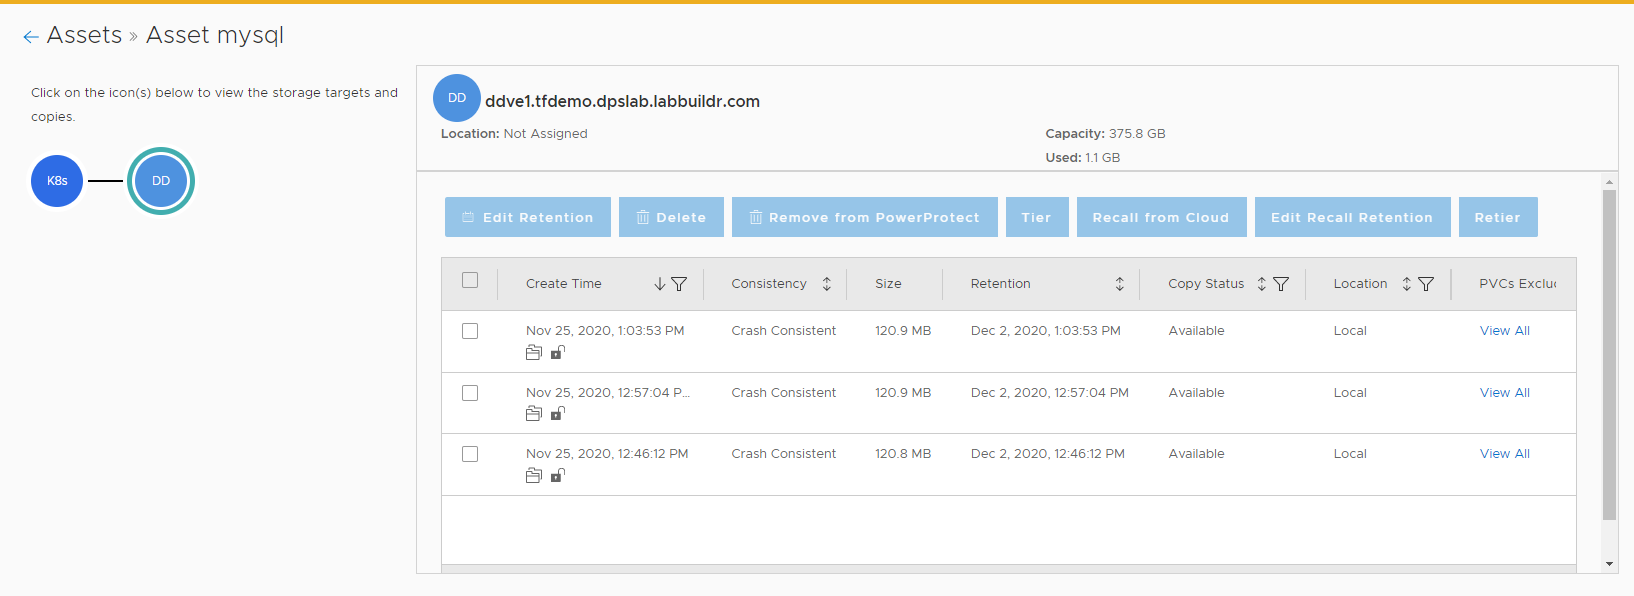 ← Assets » Asset mysql
Click on the icon(s) below to view the storage targets and
copies.
K8s
DD
DD
ddve1.tfdemo.dpslab.labbuildr.com
Location: Not Assigned
Capacity: 375.8 GB
Used: 1.1 GB
Edit Retention Delete Remove from PowerProtect Tier Recall from Cloud Edit Recall Retention Retier
Create Time Consistency Size Retention Copy Status Location PVCs Exclu
Nov 25, 2020, 1:03:53 PM Crash Consistent 120.9 MB Dec 2, 2020, 1:03:53 PM Available Local View All
Nov 25, 2020, 12:57:04 P... Crash Consistent 120.9 MB Dec 2, 2020, 12:57:04 PM Available Local View All
Nov 25, 2020, 12:46:12 PM Crash Consistent 120.8 MB Dec 2, 2020, 12:46:12 PM Available Local View All